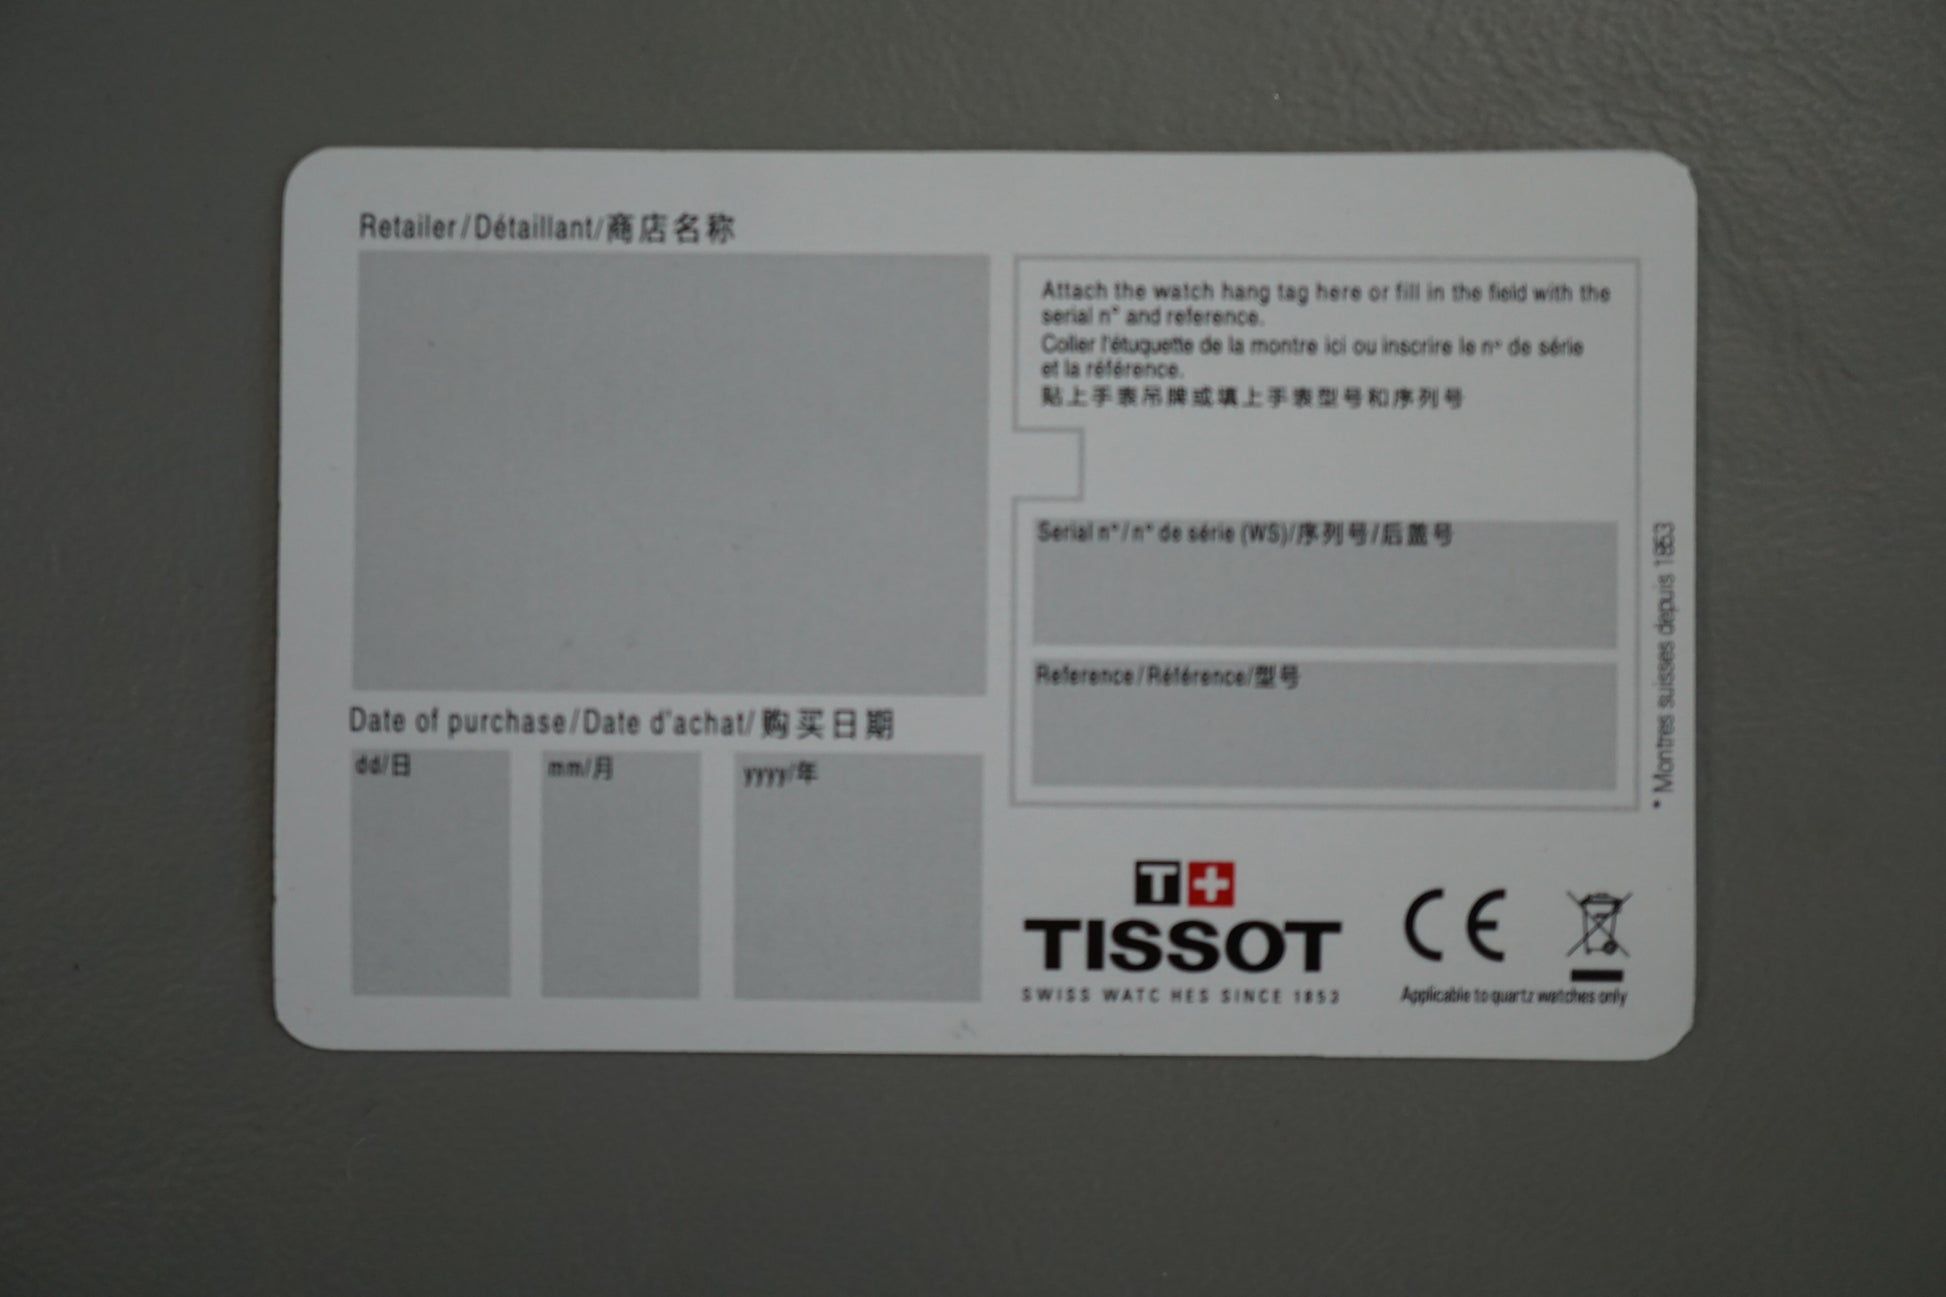 Retailer/Détaillant/商店名称
Attach the watch hang tag here or fill in the field with the
serial n° and reference.
Coller l'étuquette de la montre ici ou inscrire le n° de série
et la référence.
貼上手表吊牌或填上手表型号和序列号
Serial n°/n° de série (WS)/序列号/后盖号
Reference/Référence/型号
Date of purchase/Date d'achat/购买日期
dd/日
mm/月
yyyy/年
* Montres suisses depuis 1853
T+
TISSOT
SWISS WATCHES SINCE 1853
CE
Applicable to quartz watches only